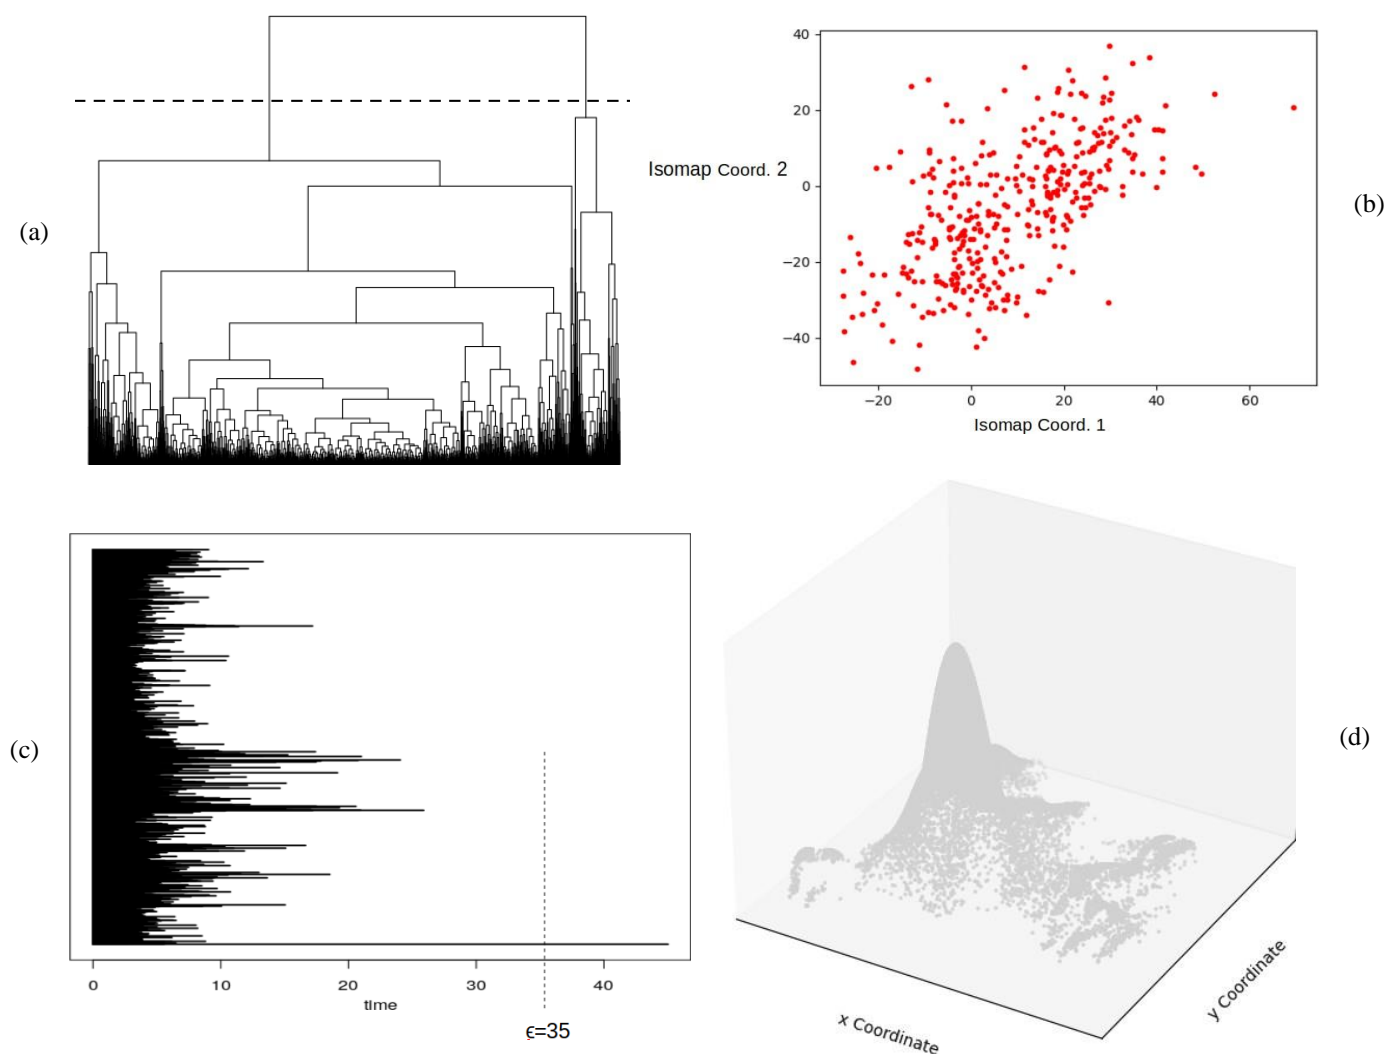 (a)
Isomap Coord. 2
40
20
0
−20
−40
−20 0 20 40 60
Isomap Coord. 1
(b)
(c)
0 10 20 30 40
time
ϵ=35
(d)
x Coordinate
y Coordinate